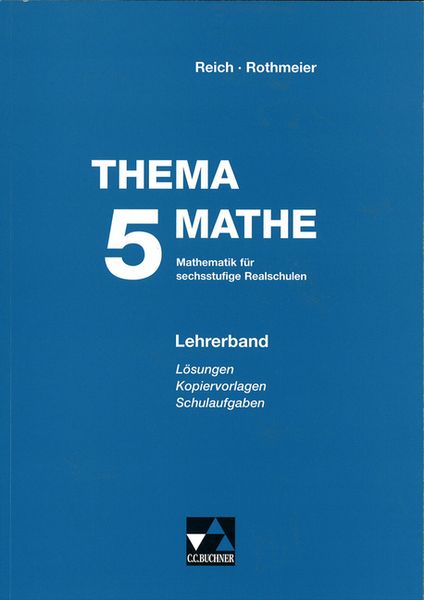 Reich · Rothmeier
THEMA
5 MATHE
Mathematik für
sechsstufige Realschulen
Lehrerband
Lösungen
Kopiervorlagen
Schulaufgaben
C.C.BUCHNER